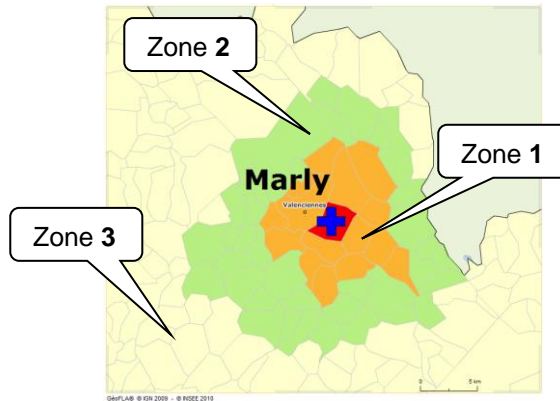 Zone 2
Zone 1
Marly
Valenciennes
Zone 3
0 5 km
GéoFLA® © IGN 2009 - © INSEE 2010